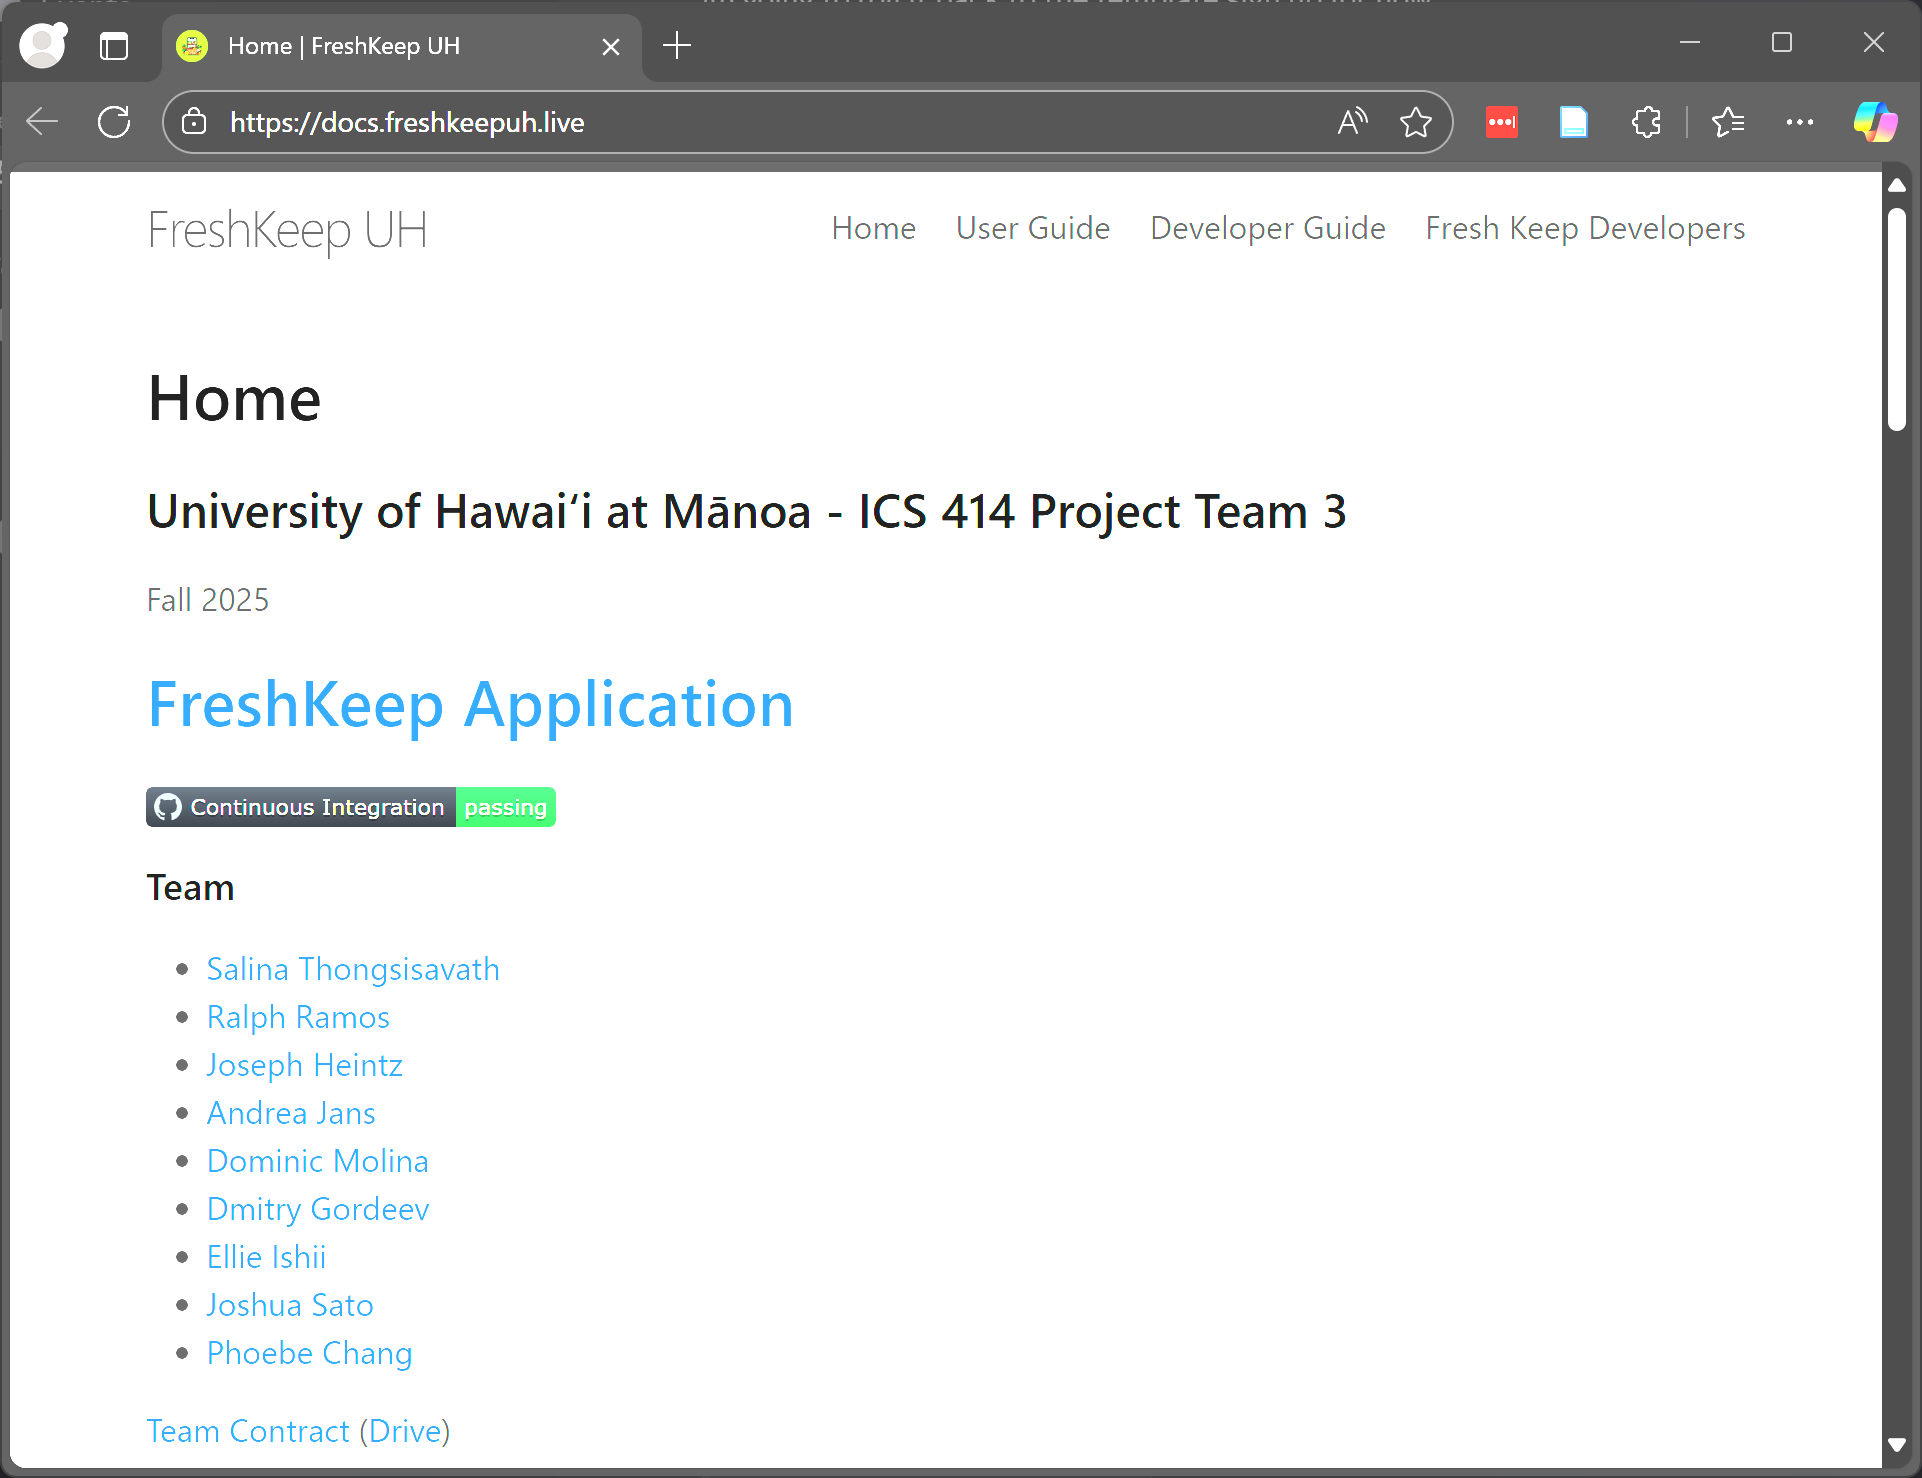 Home | FreshKeep UH
https://docs.freshkeepuh.live
FreshKeep UH
Home
User Guide
Developer Guide
Fresh Keep Developers
Home
University of Hawaiʻi at Mānoa - ICS 414 Project Team 3
Fall 2025
FreshKeep Application
Continuous Integration passing
Team
Salina Thongsisavath
Ralph Ramos
Joseph Heintz
Andrea Jans
Dominic Molina
Dmitry Gordeev
Ellie Ishii
Joshua Sato
Phoebe Chang
Team Contract (Drive)